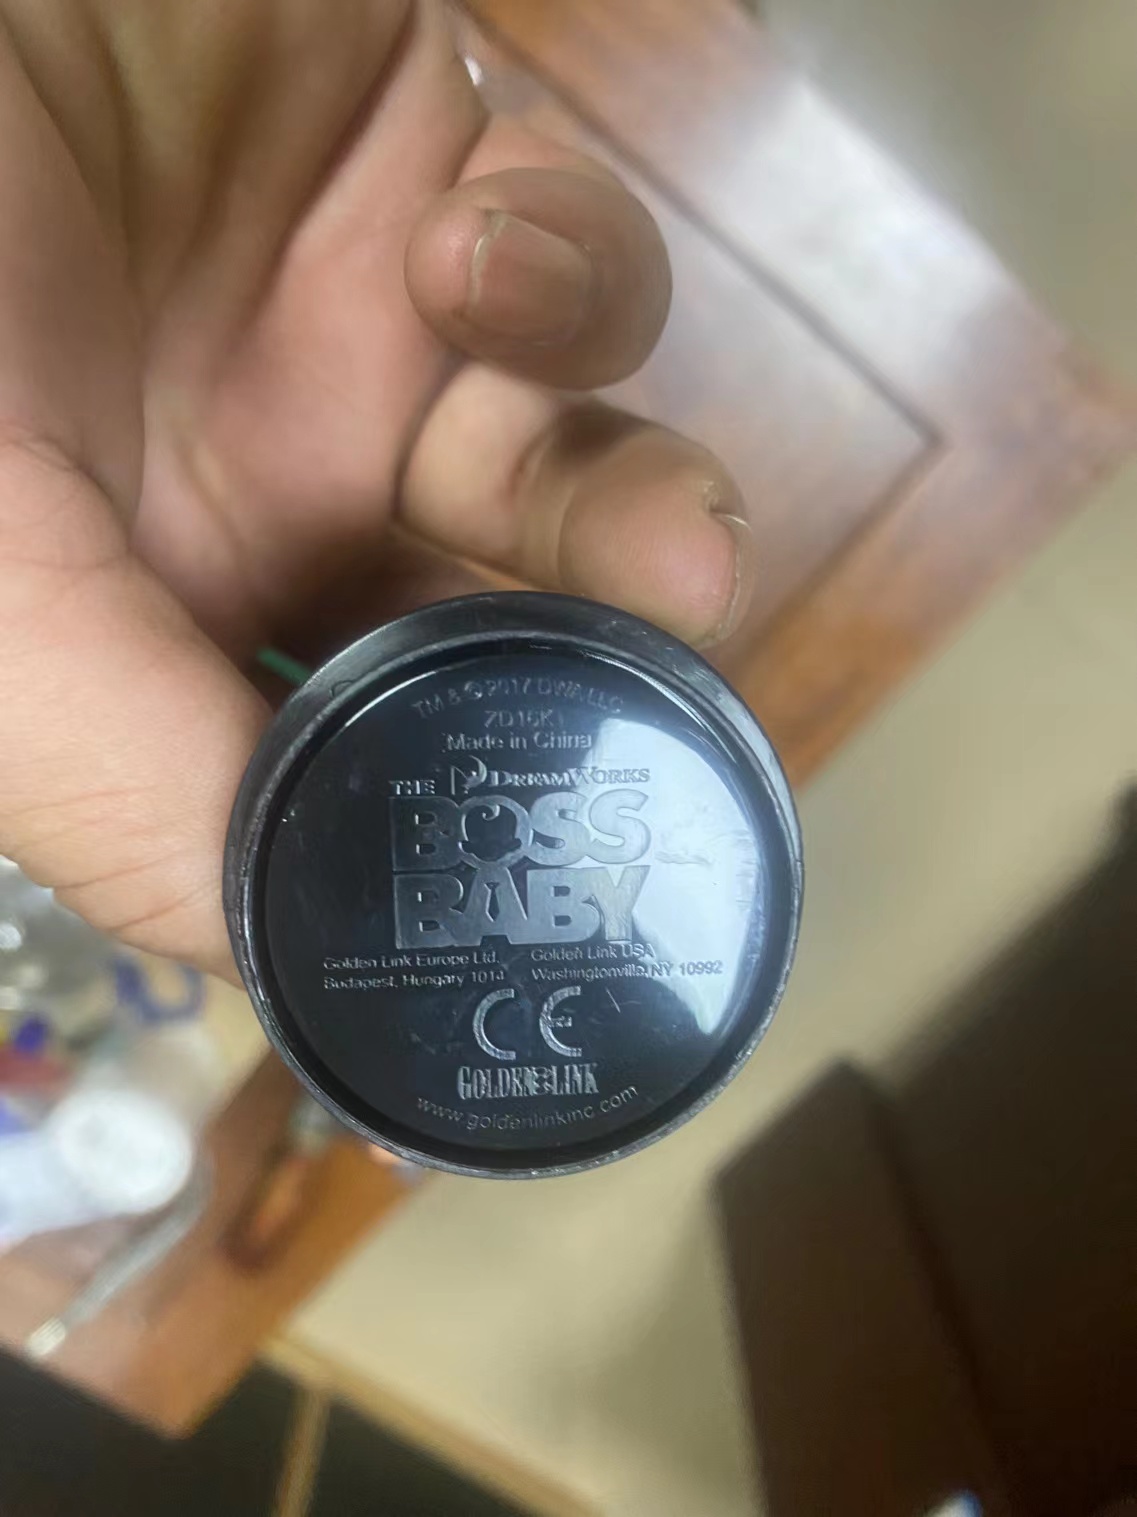 TM & © 2017 DWA LLC
ZD16K1
Made in China
DREAMWORKS
THE
BOSS
BABY
Golden Link Europe Ltd. Golden Link USA
Budapest, Hungary 1014 Washingtonville, NY 10992
CE
GOLDEN LINK
www.goldenlinkinc.com